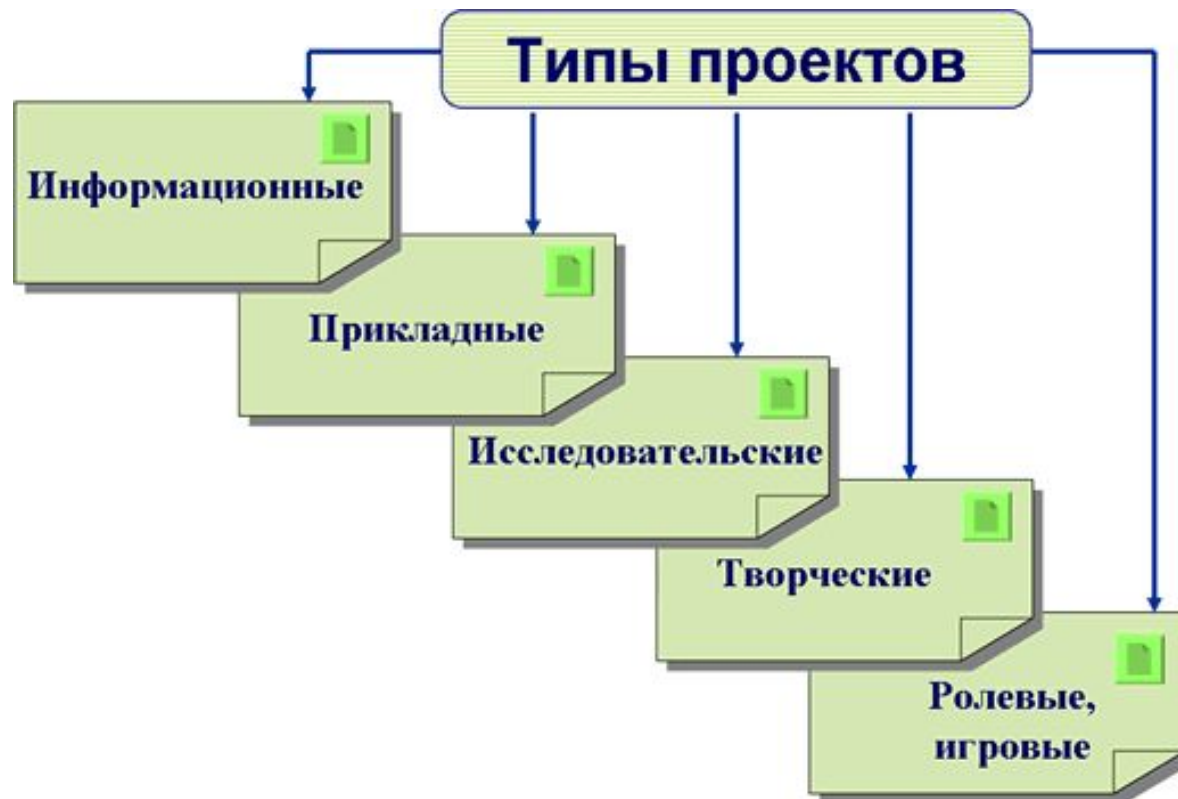 Типы проектов
Информационные
Прикладные
Исследовательские
Творческие
Ролевые,
игровые